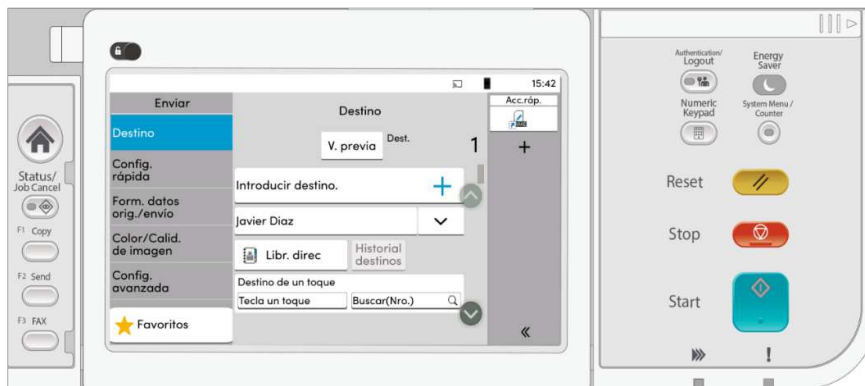 Status/
Job Cancel
F1 Copy
F2 Send
F3 FAX
15:42
Enviar
Destino
Config.
rápida
Form. datos
orig./envío
Color/Calid.
de imagen
Config.
avanzada
Favoritos
Destino
V. previa
Dest.
1
Introducir destino.
+
Javier Diaz
Libr. direc
Historial
destinos
Destino de un toque
Tecla un toque
Buscar(Nro.)
Acc.ráp.
+
«
Authentication/
Logout
Energy
Saver
Numeric
Keypad
System Menu /
Counter
Reset
Stop
Start
!